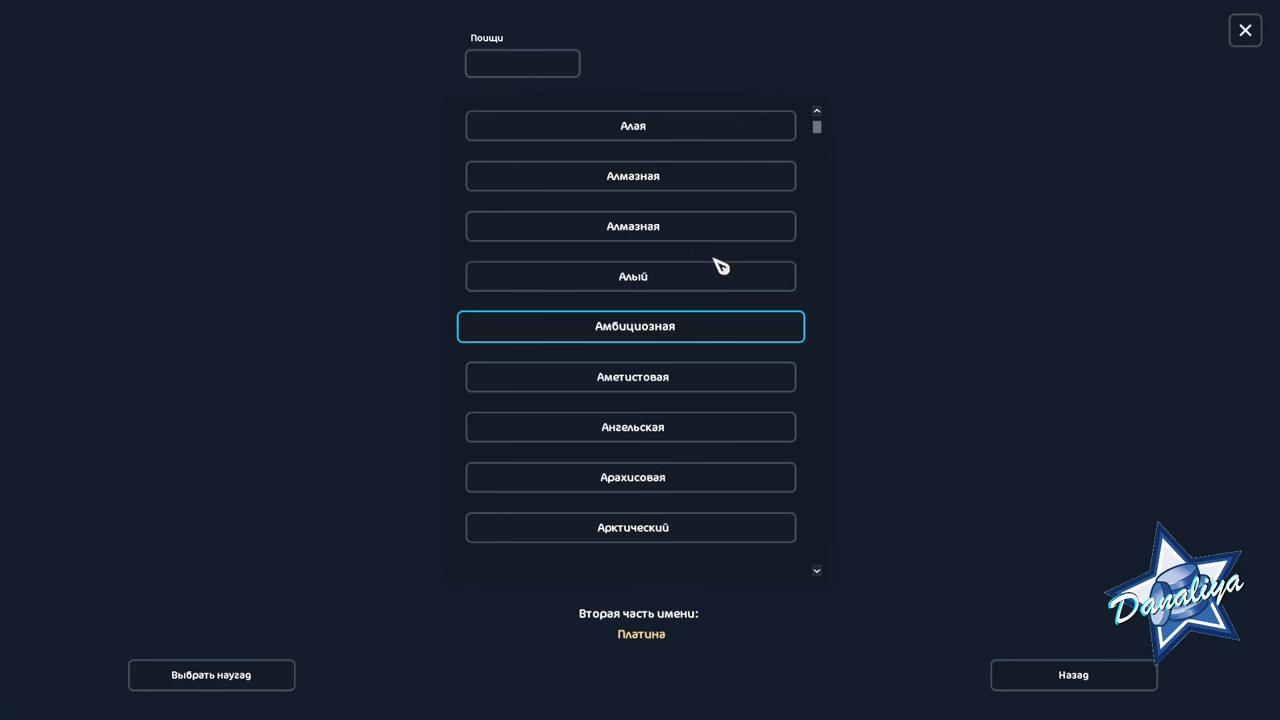 Поищи
Алая
Алмазная
Алмазная
Алый
Амбициозная
Аметистовая
Ангельская
Арахисовая
Арктический
Вторая часть имени:
Платина
Выбрать наугад
Назад
Danaliya